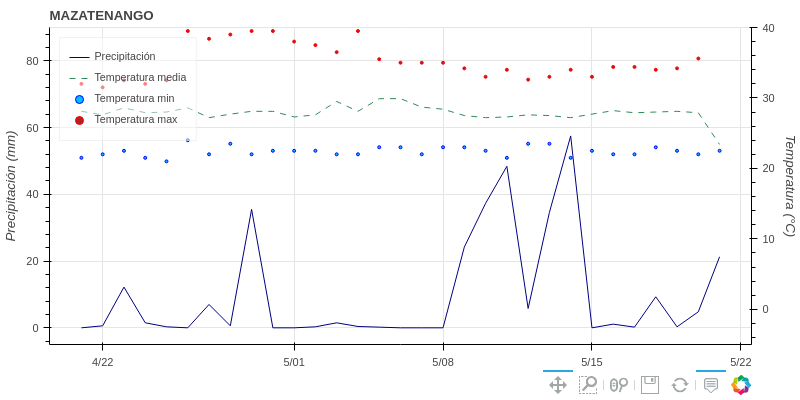 MAZATENANGO
Precipitación
Temperatura media
Temperatura min
Temperatura max
Precipitación (mm)
80
60
40
20
0
Temperatura (°C)
40
30
20
10
0
4/22
5/01
5/08
5/15
5/22